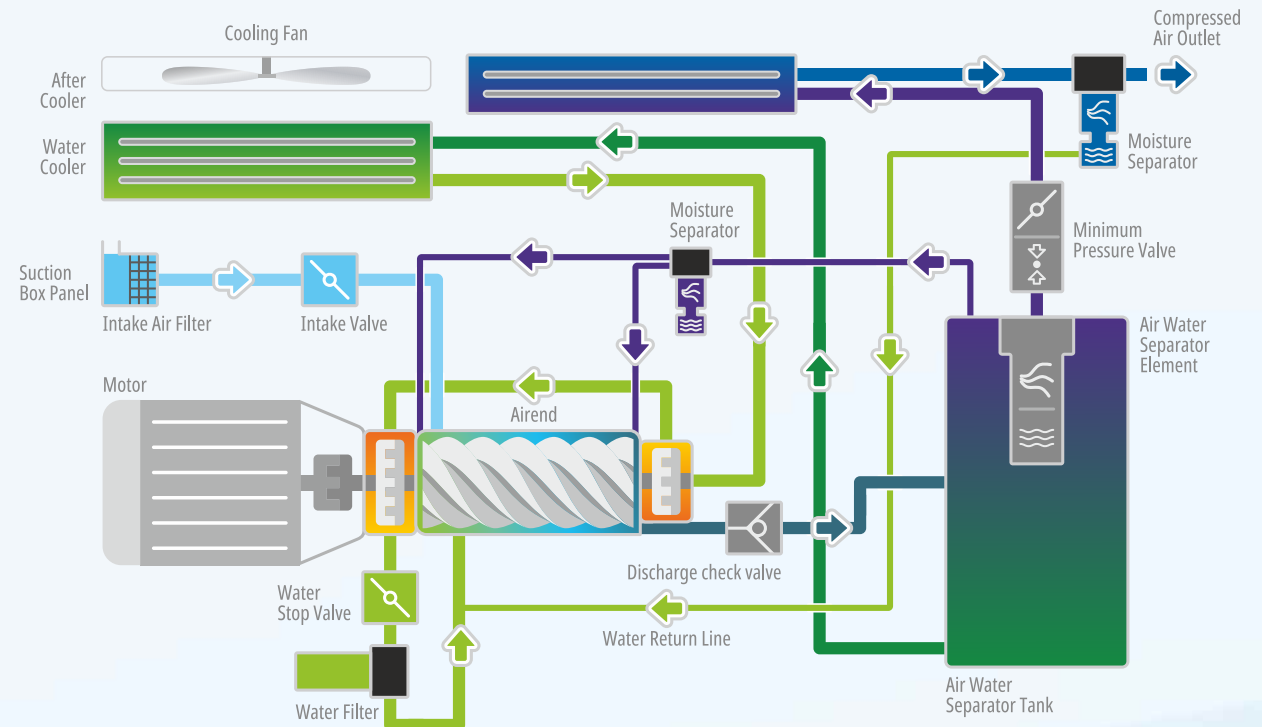 Cooling Fan
Compressed
Air Outlet
After
Cooler
Water
Cooler
Moisture
Separator
Moisture
Separator
Minimum
Pressure Valve
Suction
Box Panel
Intake Air Filter
Intake Valve
Air Water
Separator
Element
Motor
Airend
Discharge check valve
Water
Stop Valve
Water Return Line
Water Filter
Air Water
Separator Tank